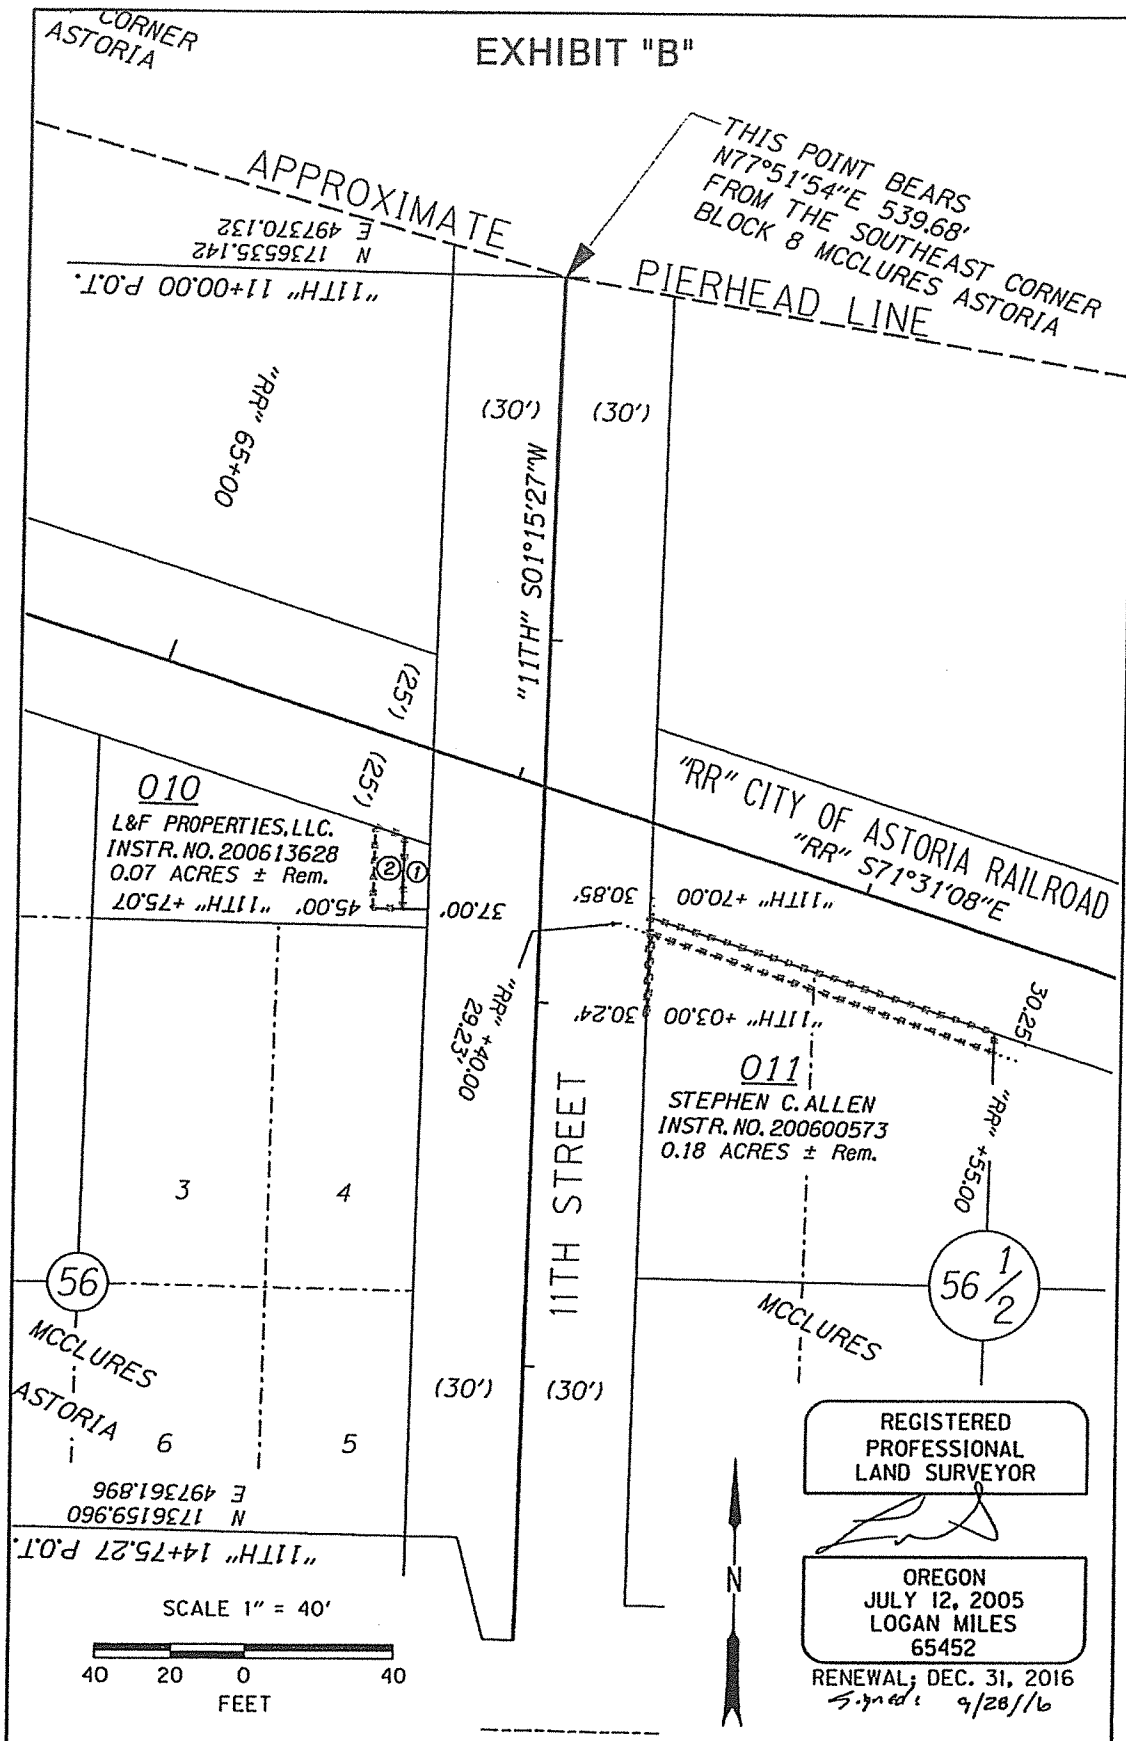 CORNER
ASTORIA
EXHIBIT "B"
THIS POINT BEARS
N77°51'54"E 539.68'
FROM THE SOUTHEAST CORNER
BLOCK 8 MCCLURES ASTORIA
APPROXIMATE
PIERHEAD LINE
"11TH" 11+00.00 P.O.T.
N 1736535.142
E 497370.132
"RR" 65+00
(30')
(30')
"11TH" S01°15'27"W
(25')
(25')
010
L&F PROPERTIES,LLC.
INSTR.NO.200613628
0.07 ACRES ± Rem.
2
1
45.00' "11TH" +75.07
37.00'
"RR" CITY OF ASTORIA RAILROAD
"RR" S71°31'08"E
"11TH" +70.00 30.85'
"RR" +40.00
29.23'
"11TH" +03.00 30.24'
30.25'
"RR" +55.00
011
STEPHEN C.ALLEN
INSTR.NO.200600573
0.18 ACRES ± Rem.
11TH STREET
3
4
56
56 1/2
MCCLURES
ASTORIA
MCCLURES
6
5
(30')
(30')
"11TH" 14+75.27 P.O.T.
N 1736159.960
E 497361.896
SCALE 1" = 40'
40 20 0 40
FEET
N
REGISTERED
PROFESSIONAL
LAND SURVEYOR
OREGON
JULY 12, 2005
LOGAN MILES
65452
RENEWAL: DEC. 31, 2016
Signed: 9/28/16